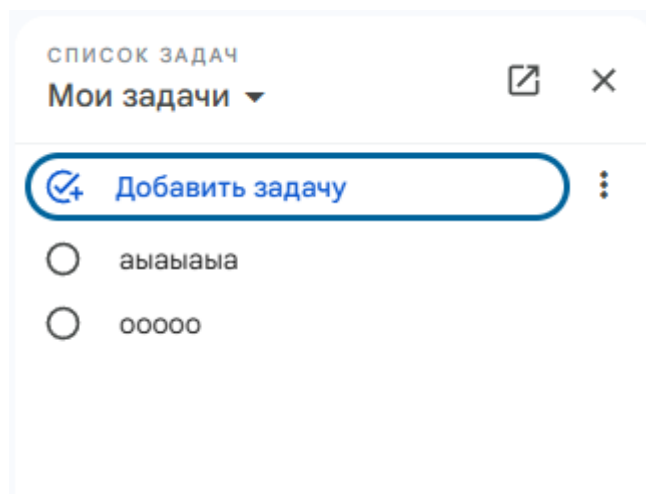 СПИСОК ЗАДАЧ
Мои задачи
Добавить задачу
аыаыаыа
ооооо